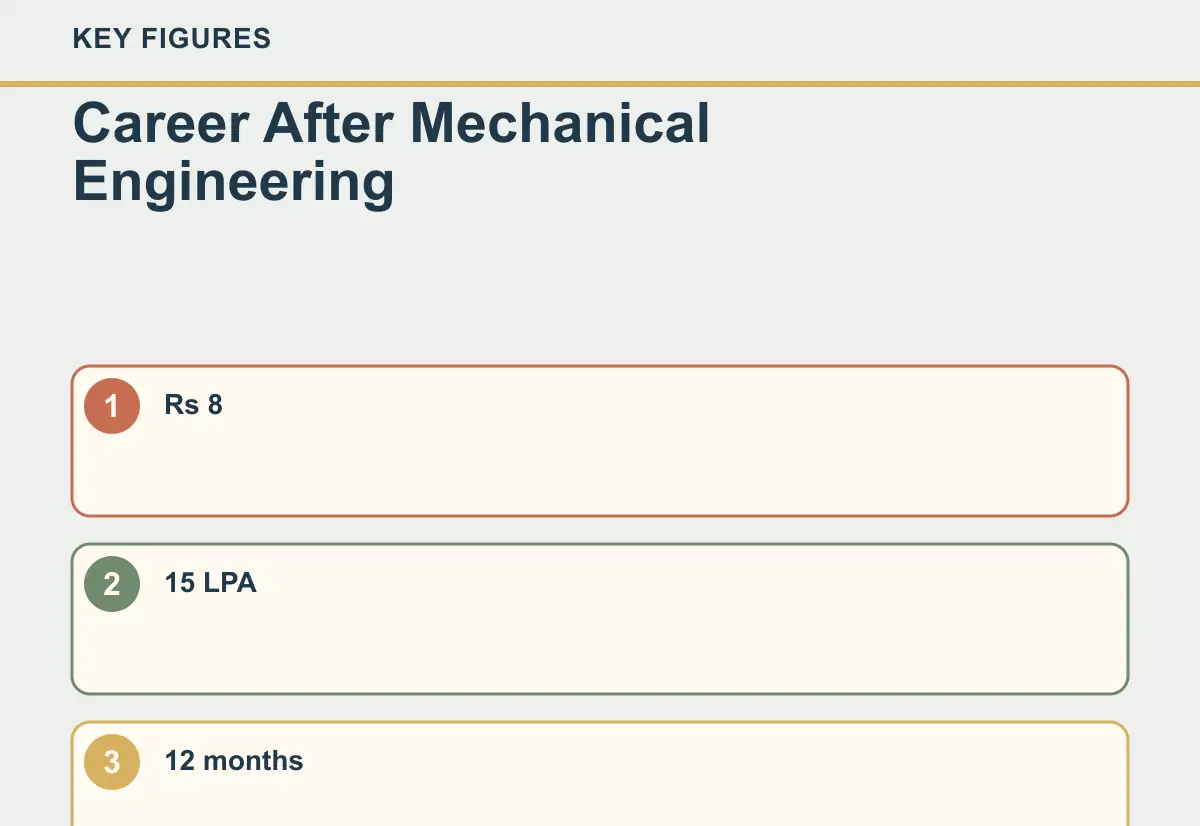 KEY FIGURES
Career After Mechanical
Engineering
1 Rs 8
2 15 LPA
3 12 months